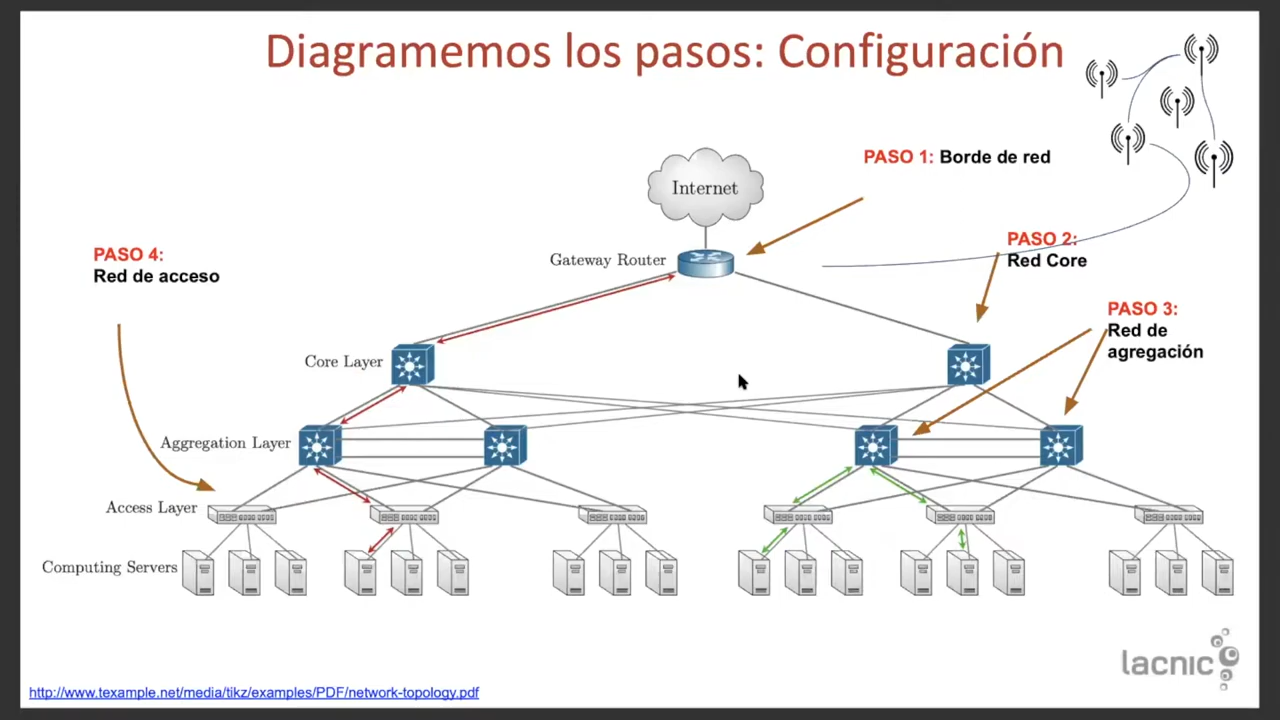 Diagramemos los pasos: Configuración
PASO 1: Borde de red
Internet
PASO 2:
Red Core
PASO 4:
Red de acceso
Gateway Router
PASO 3:
Red de
agregación
Core Layer
Aggregation Layer
Access Layer
Computing Servers
lacnic
http://www.texample.net/media/tikz/examples/PDF/network-topology.pdf